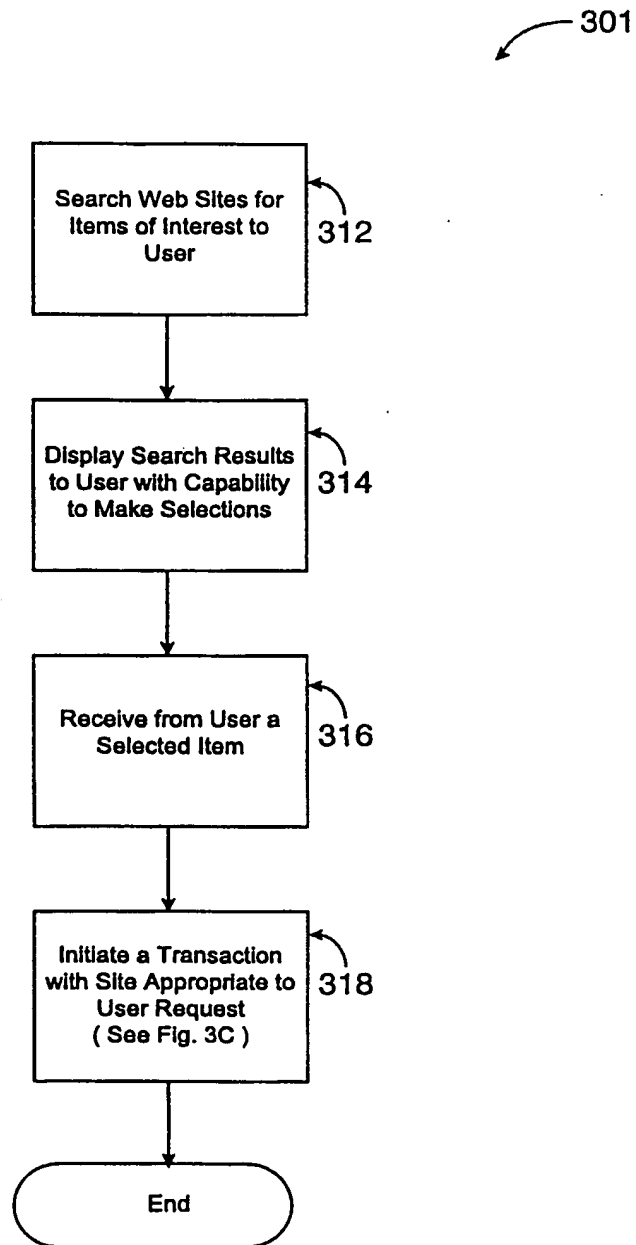 301
Search Web Sites for
Items of Interest to
User
312
Display Search Results
to User with Capability
to Make Selections
314
Receive from User a
Selected Item
316
Initiate a Transaction
with Site Appropriate to
User Request
( See Fig. 3C )
318
End